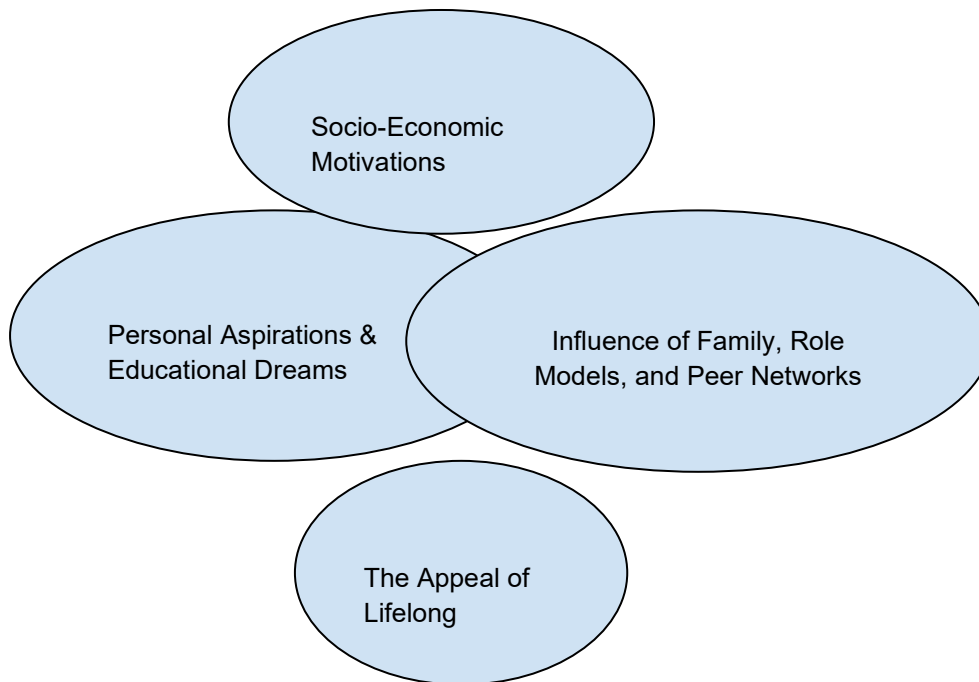 Socio-Economic
Motivations
Personal Aspirations &
Educational Dreams
Influence of Family, Role
Models, and Peer Networks
The Appeal of
Lifelong